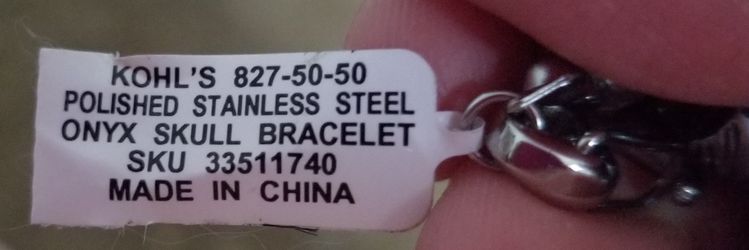 KOHL'S 827-50-50
POLISHED STAINLESS STEEL
ONYX SKULL BRACELET
SKU 33511740
MADE IN CHINA